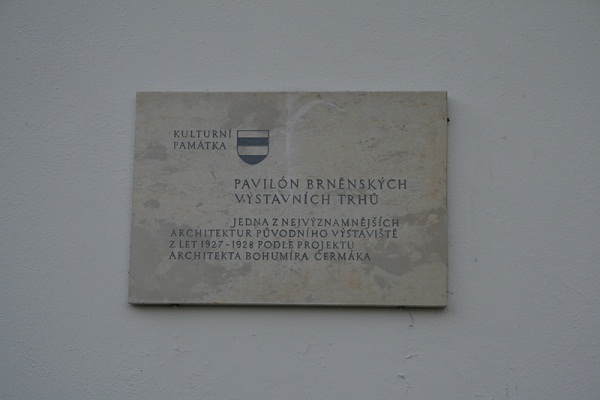 KULTURNÍ
PAMÁTKA
PAVILÓN BRNĚNSKÝCH
VÝSTAVNÍCH TRHŮ
JEDNA Z NEJVÝZNAMNĚJŠÍCH
ARCHITEKTUR PŮVODNÍHO VÝSTAVIŠTĚ
Z LET 1927-1928 PODLE PROJEKTU
ARCHITEKTA BOHUMÍRA ČERMÁKA